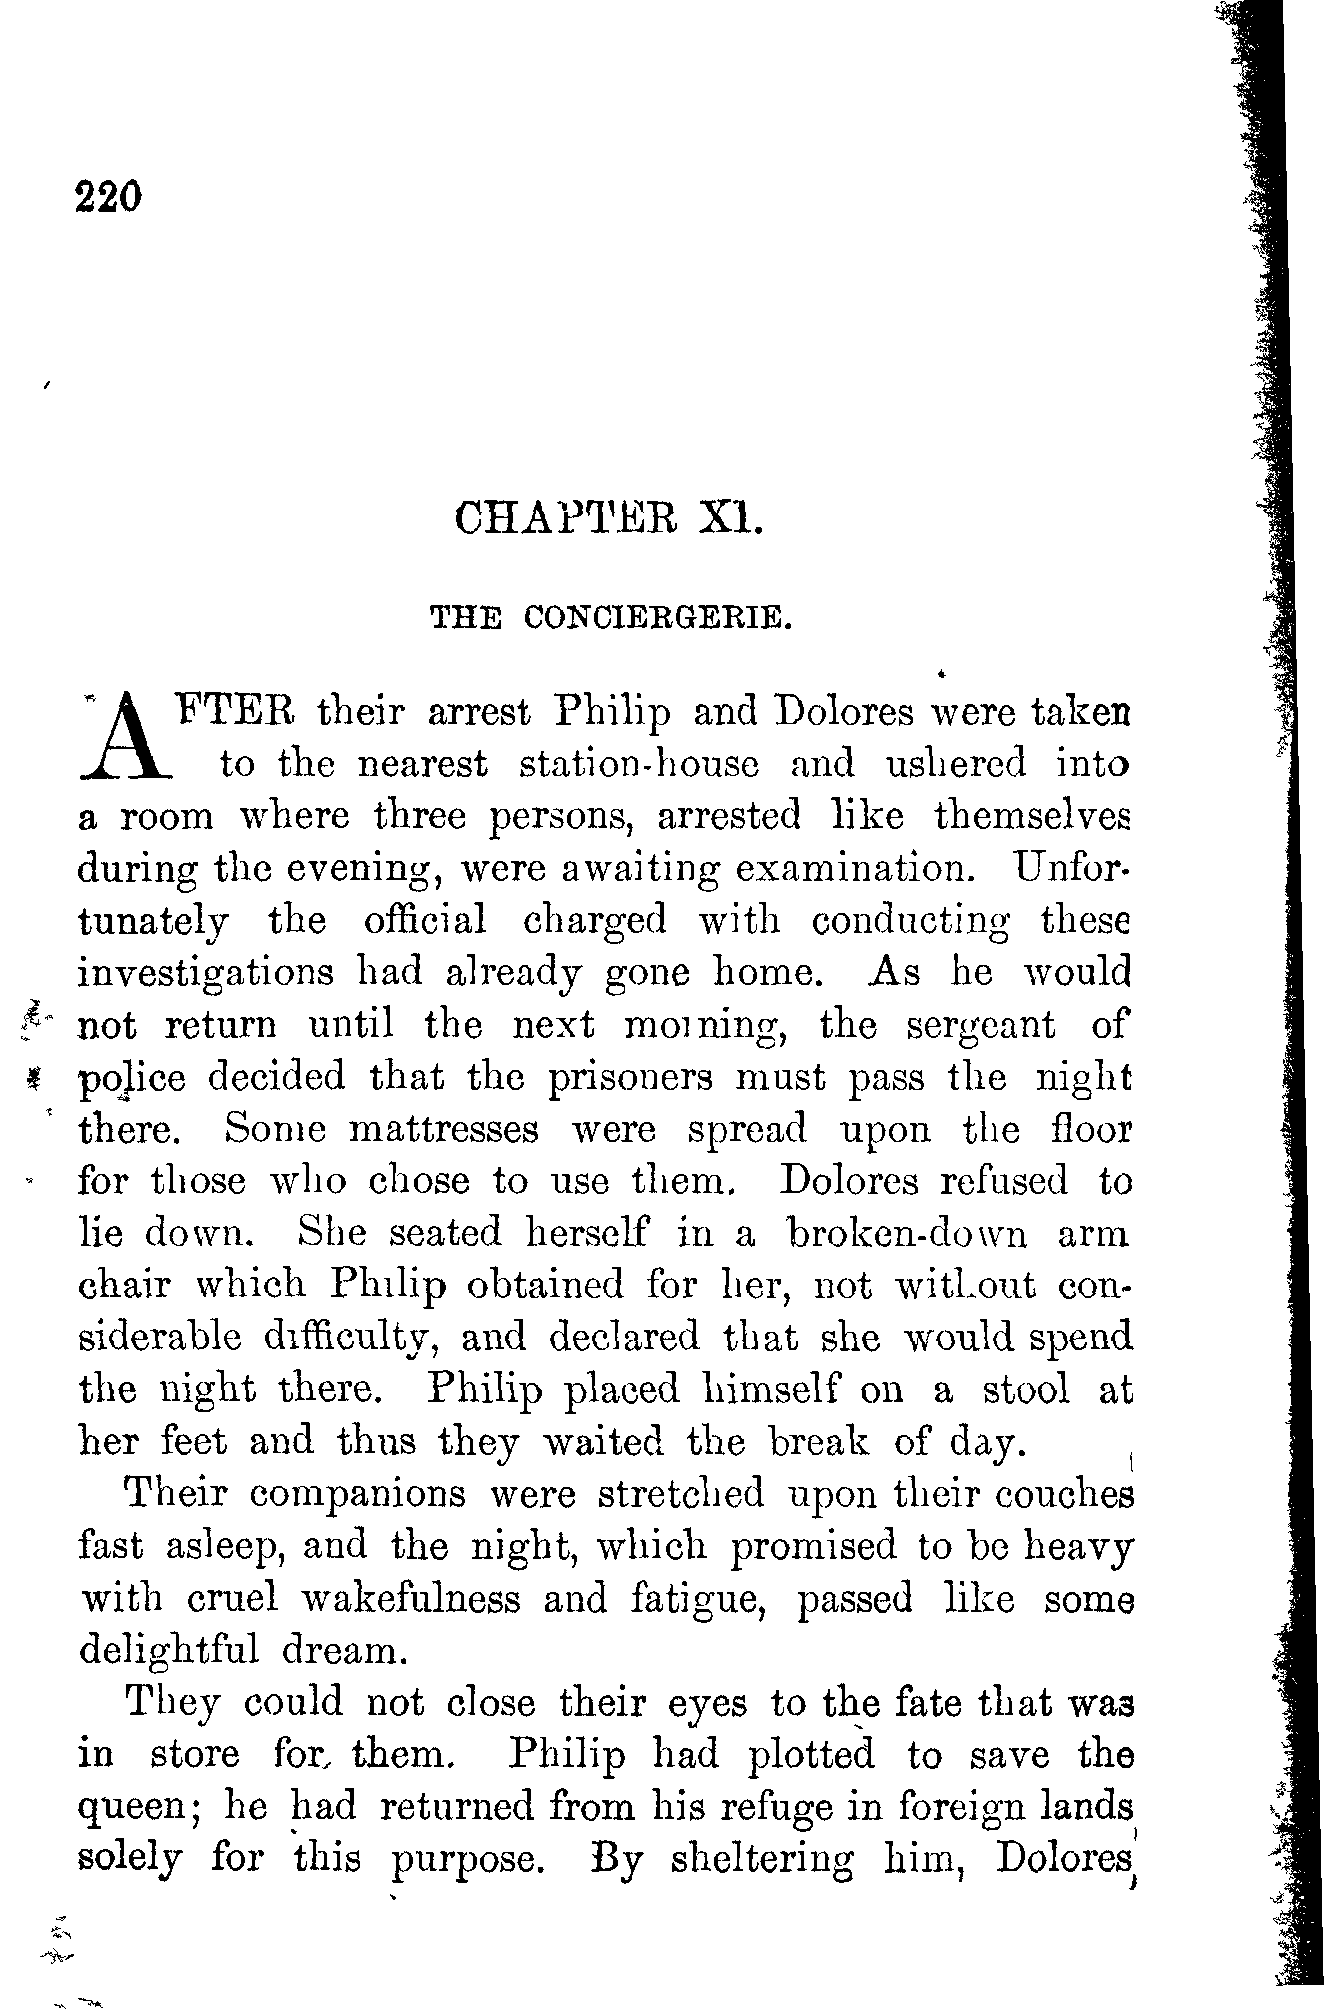 220
CHAPTER XI.
THE CONCIERGERIE.
AFTER their arrest Philip and Dolores were taken
to the nearest station-house and ushered into
a room where three persons, arrested like themselves
during the evening, were awaiting examination. Unfor-
tunately the official charged with conducting these
investigations had already gone home. As he would
not return until the next morning, the sergeant of
police decided that the prisoners must pass the night
there. Some mattresses were spread upon the floor
for those who chose to use them. Dolores refused to
lie down. She seated herself in a broken-down arm
chair which Philip obtained for her, not without con-
siderable difficulty, and declared that she would spend
the night there. Philip placed himself on a stool at
her feet and thus they waited the break of day.
Their companions were stretched upon their couches
fast asleep, and the night, which promised to be heavy
with cruel wakefulness and fatigue, passed like some
delightful dream.
They could not close their eyes to the fate that was
in store for them. Philip had plotted to save the
queen; he had returned from his refuge in foreign lands
solely for this purpose. By sheltering him, Dolores